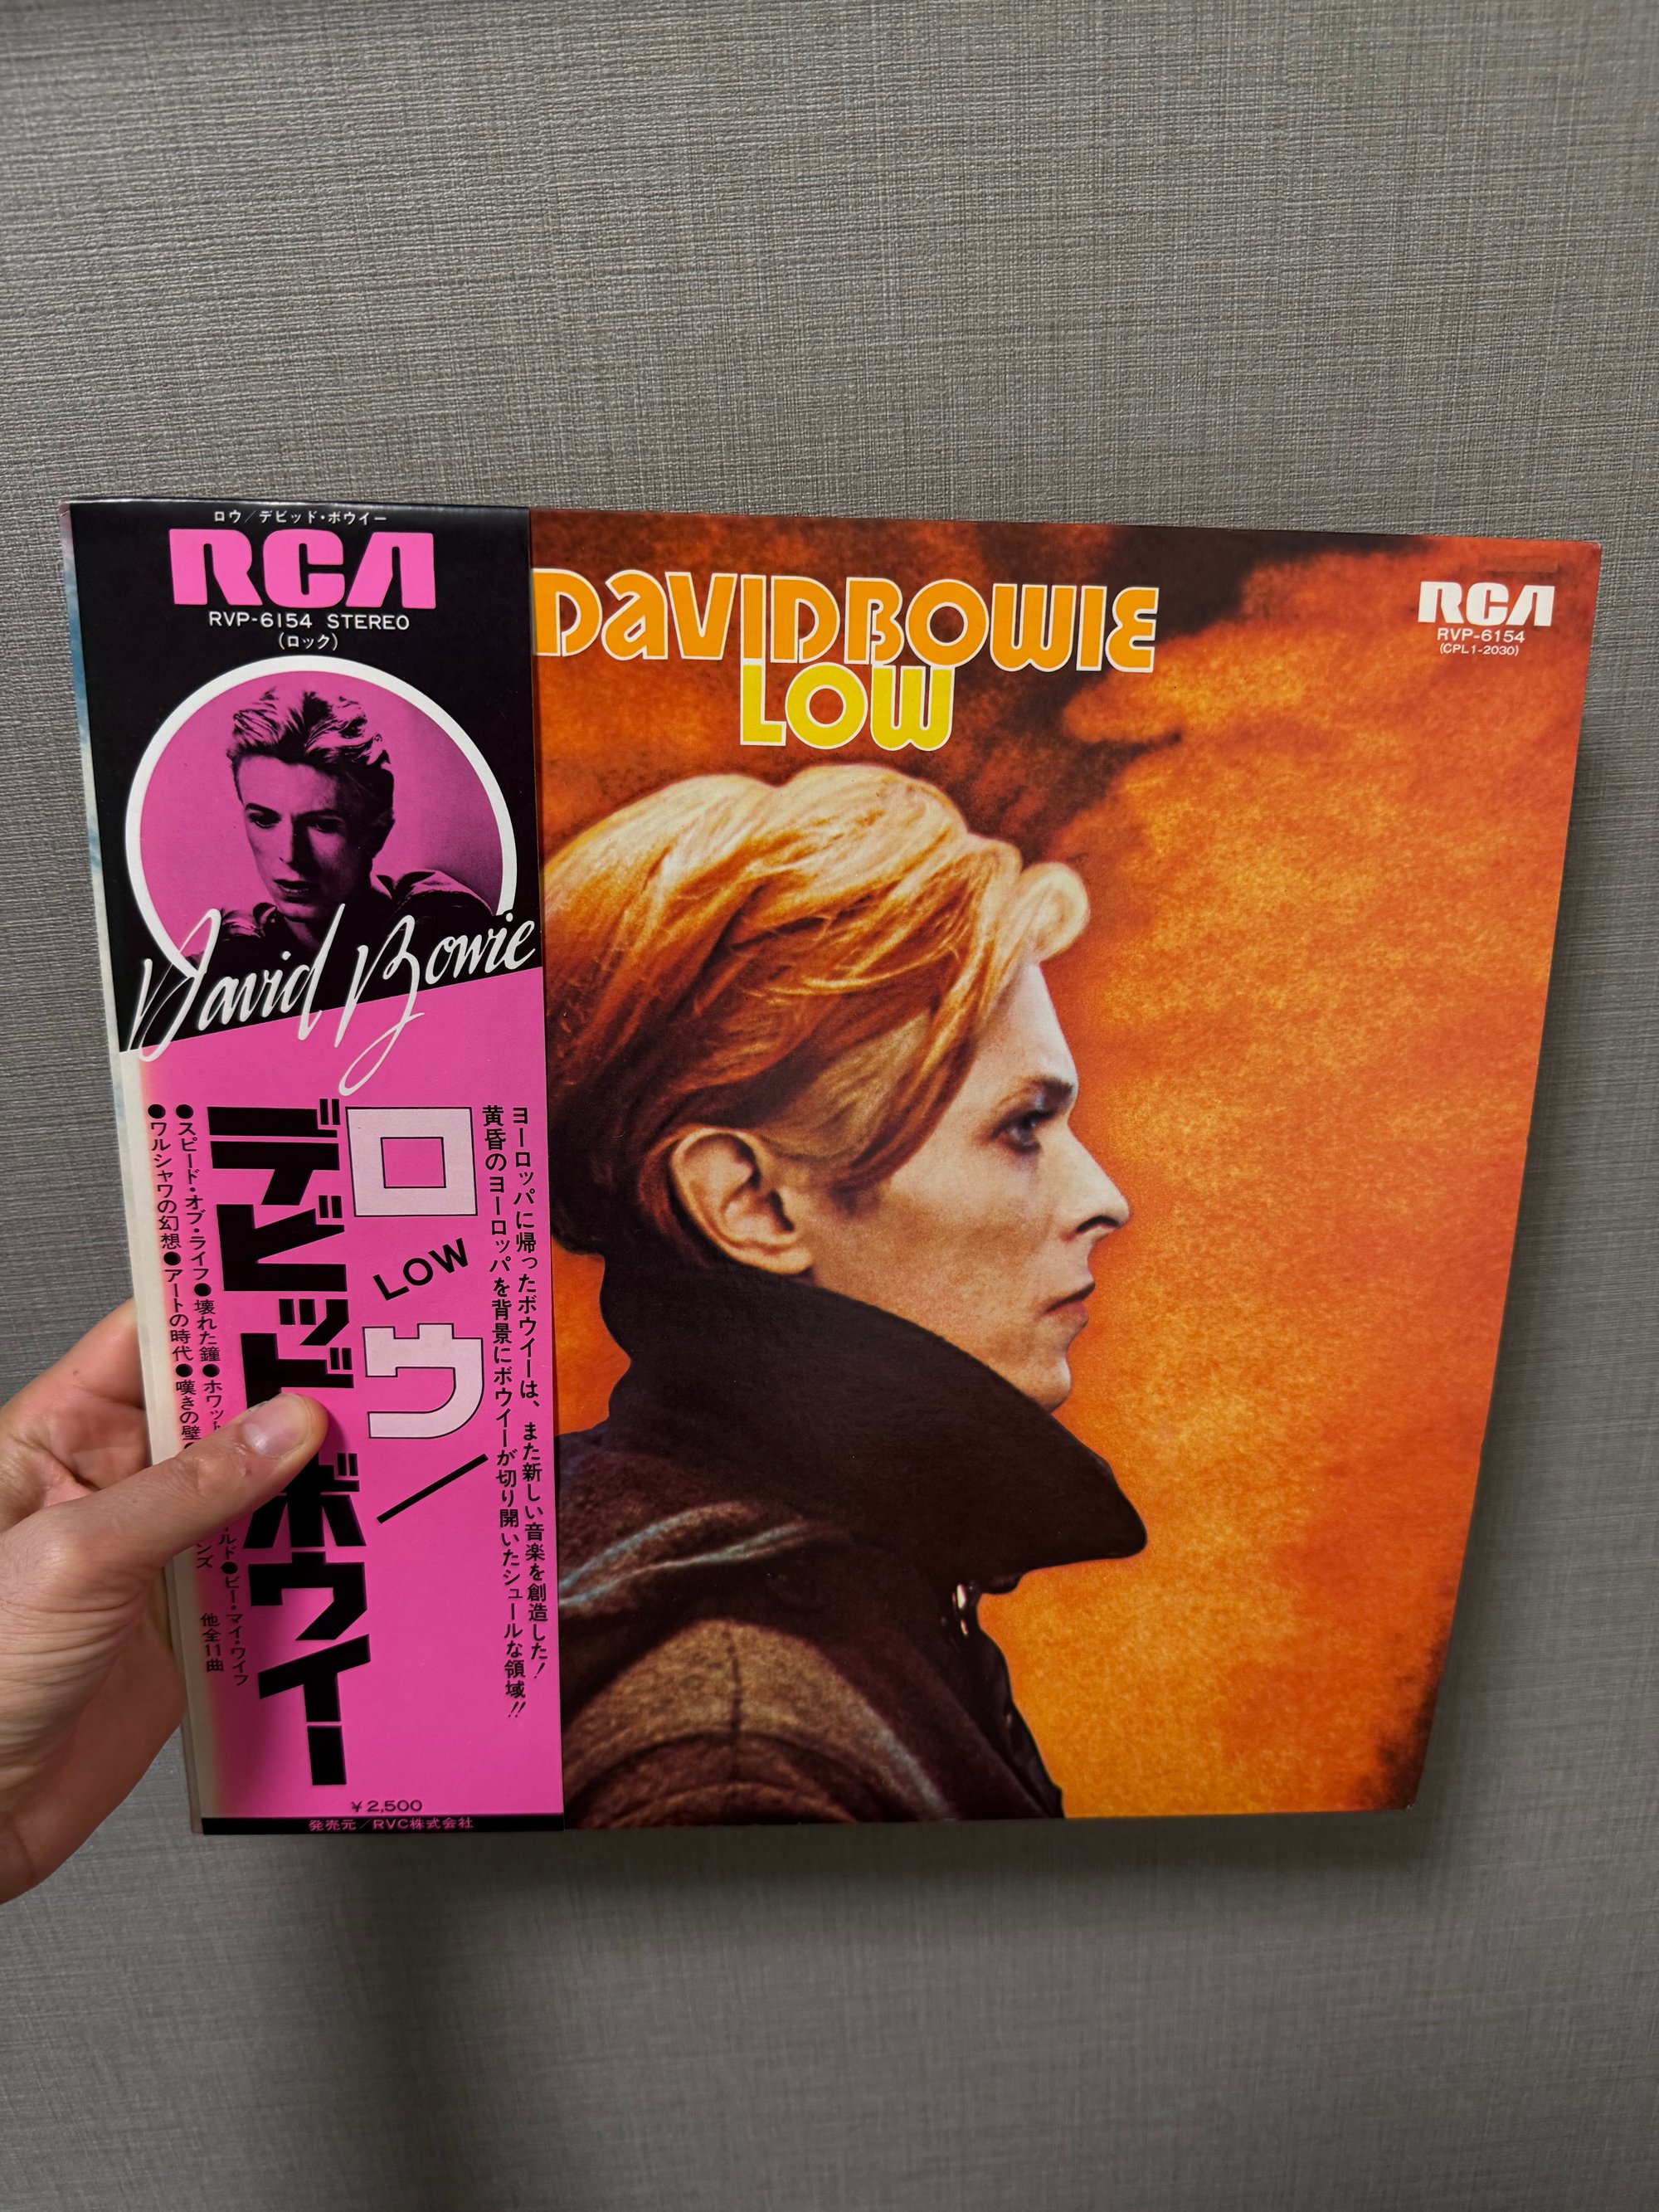 ロウ/デビッド・ボウイー
RCA
RVP-6154 STEREO
(ロック)
David Bowie
ヨーロッパに帰ったボウイーは、また新しい音楽を創造した!
黄昏のヨーロッパを背景にボウイーが切り開いたシュールな領域!!
ロウ/
LOW
デビッド・ボウイー
●スピード・オブ・ライフ●壊れた鏡●ホワット
ルド●ビー・マイ・ワイフ
●ワルシャワの幻想●アートの時代●嘆きの壁
ンズ
他全11曲
¥2,500
発売元/RVC株式会社
DAVID BOWIE
LOW
RCA
RVP-6154
(CPL1-2030)